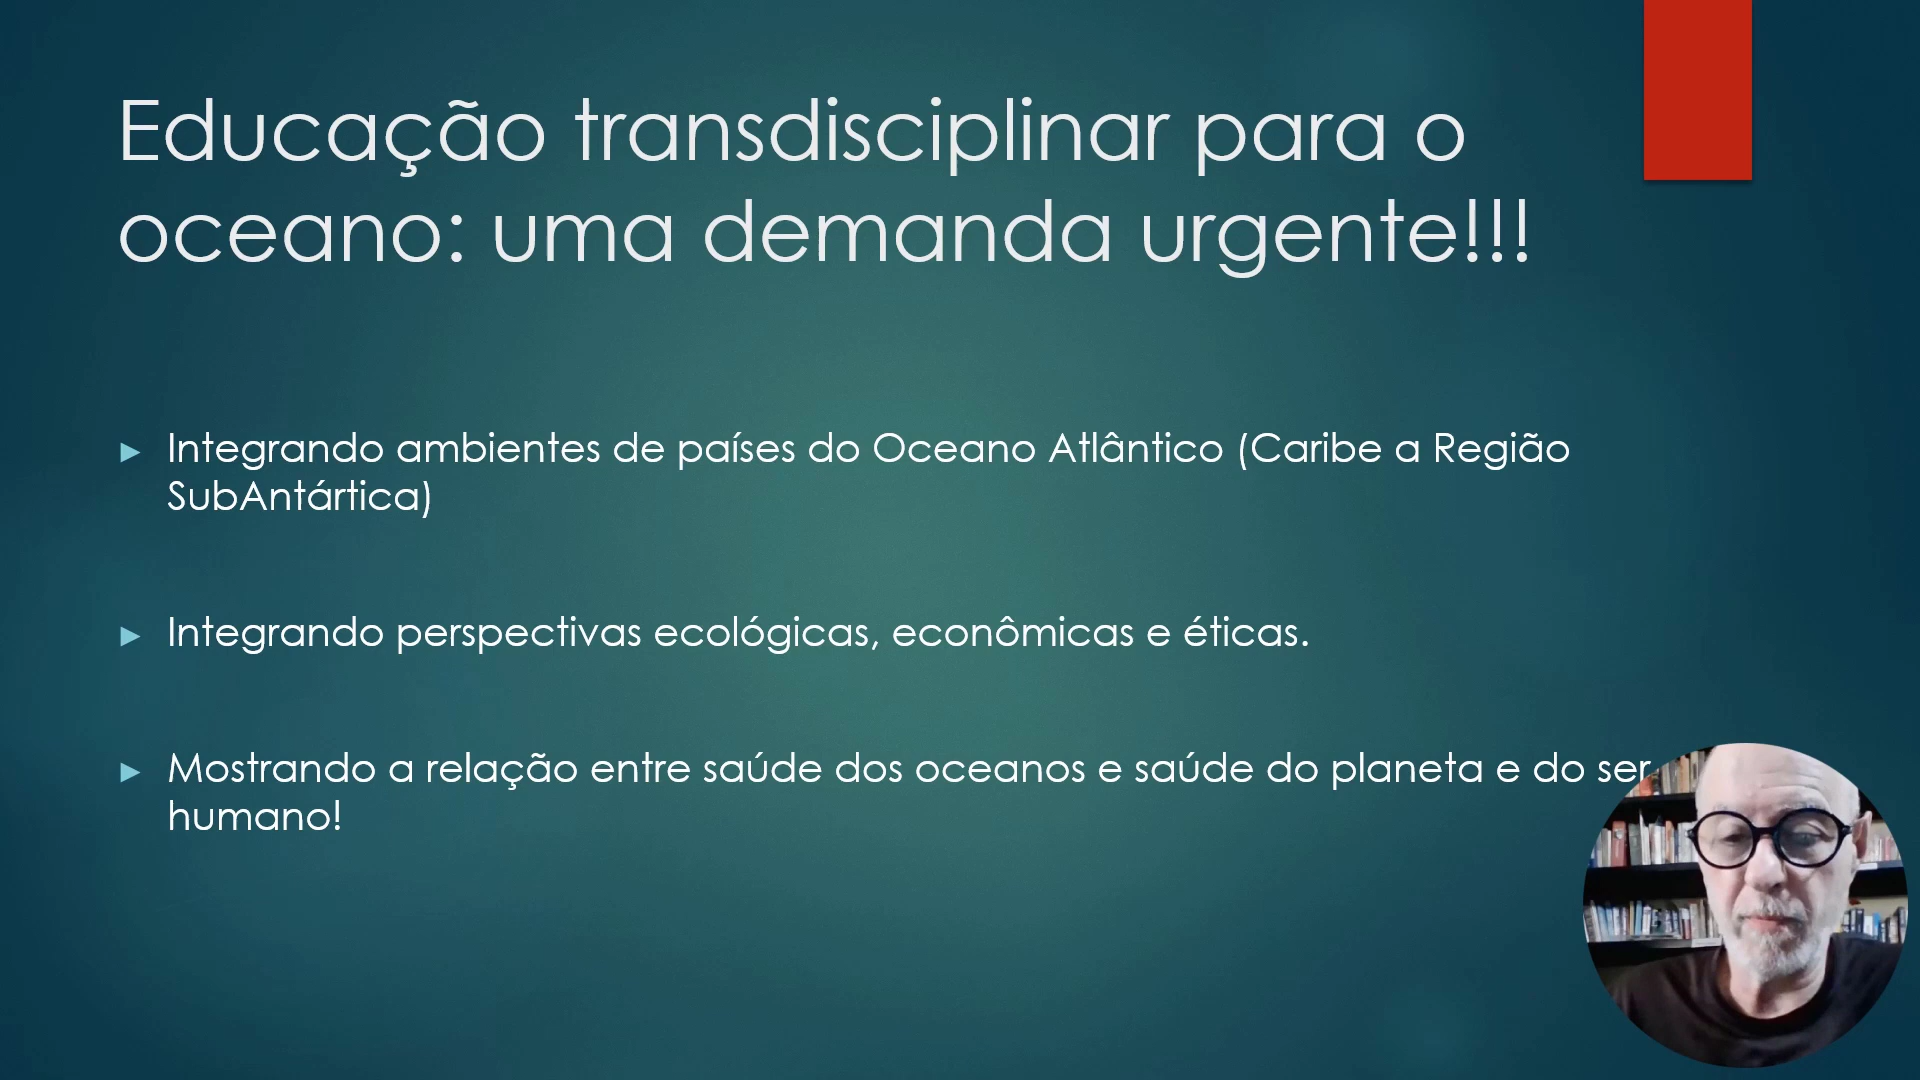 Educação transdisciplinar para o
oceano: uma demanda urgente!!!
Integrando ambientes de países do Oceano Atlântico (Caribe a Região
SubAntártica)
Integrando perspectivas ecológicas, econômicas e éticas.
Mostrando a relação entre saúde dos oceanos e saúde do planeta e do ser
humano!